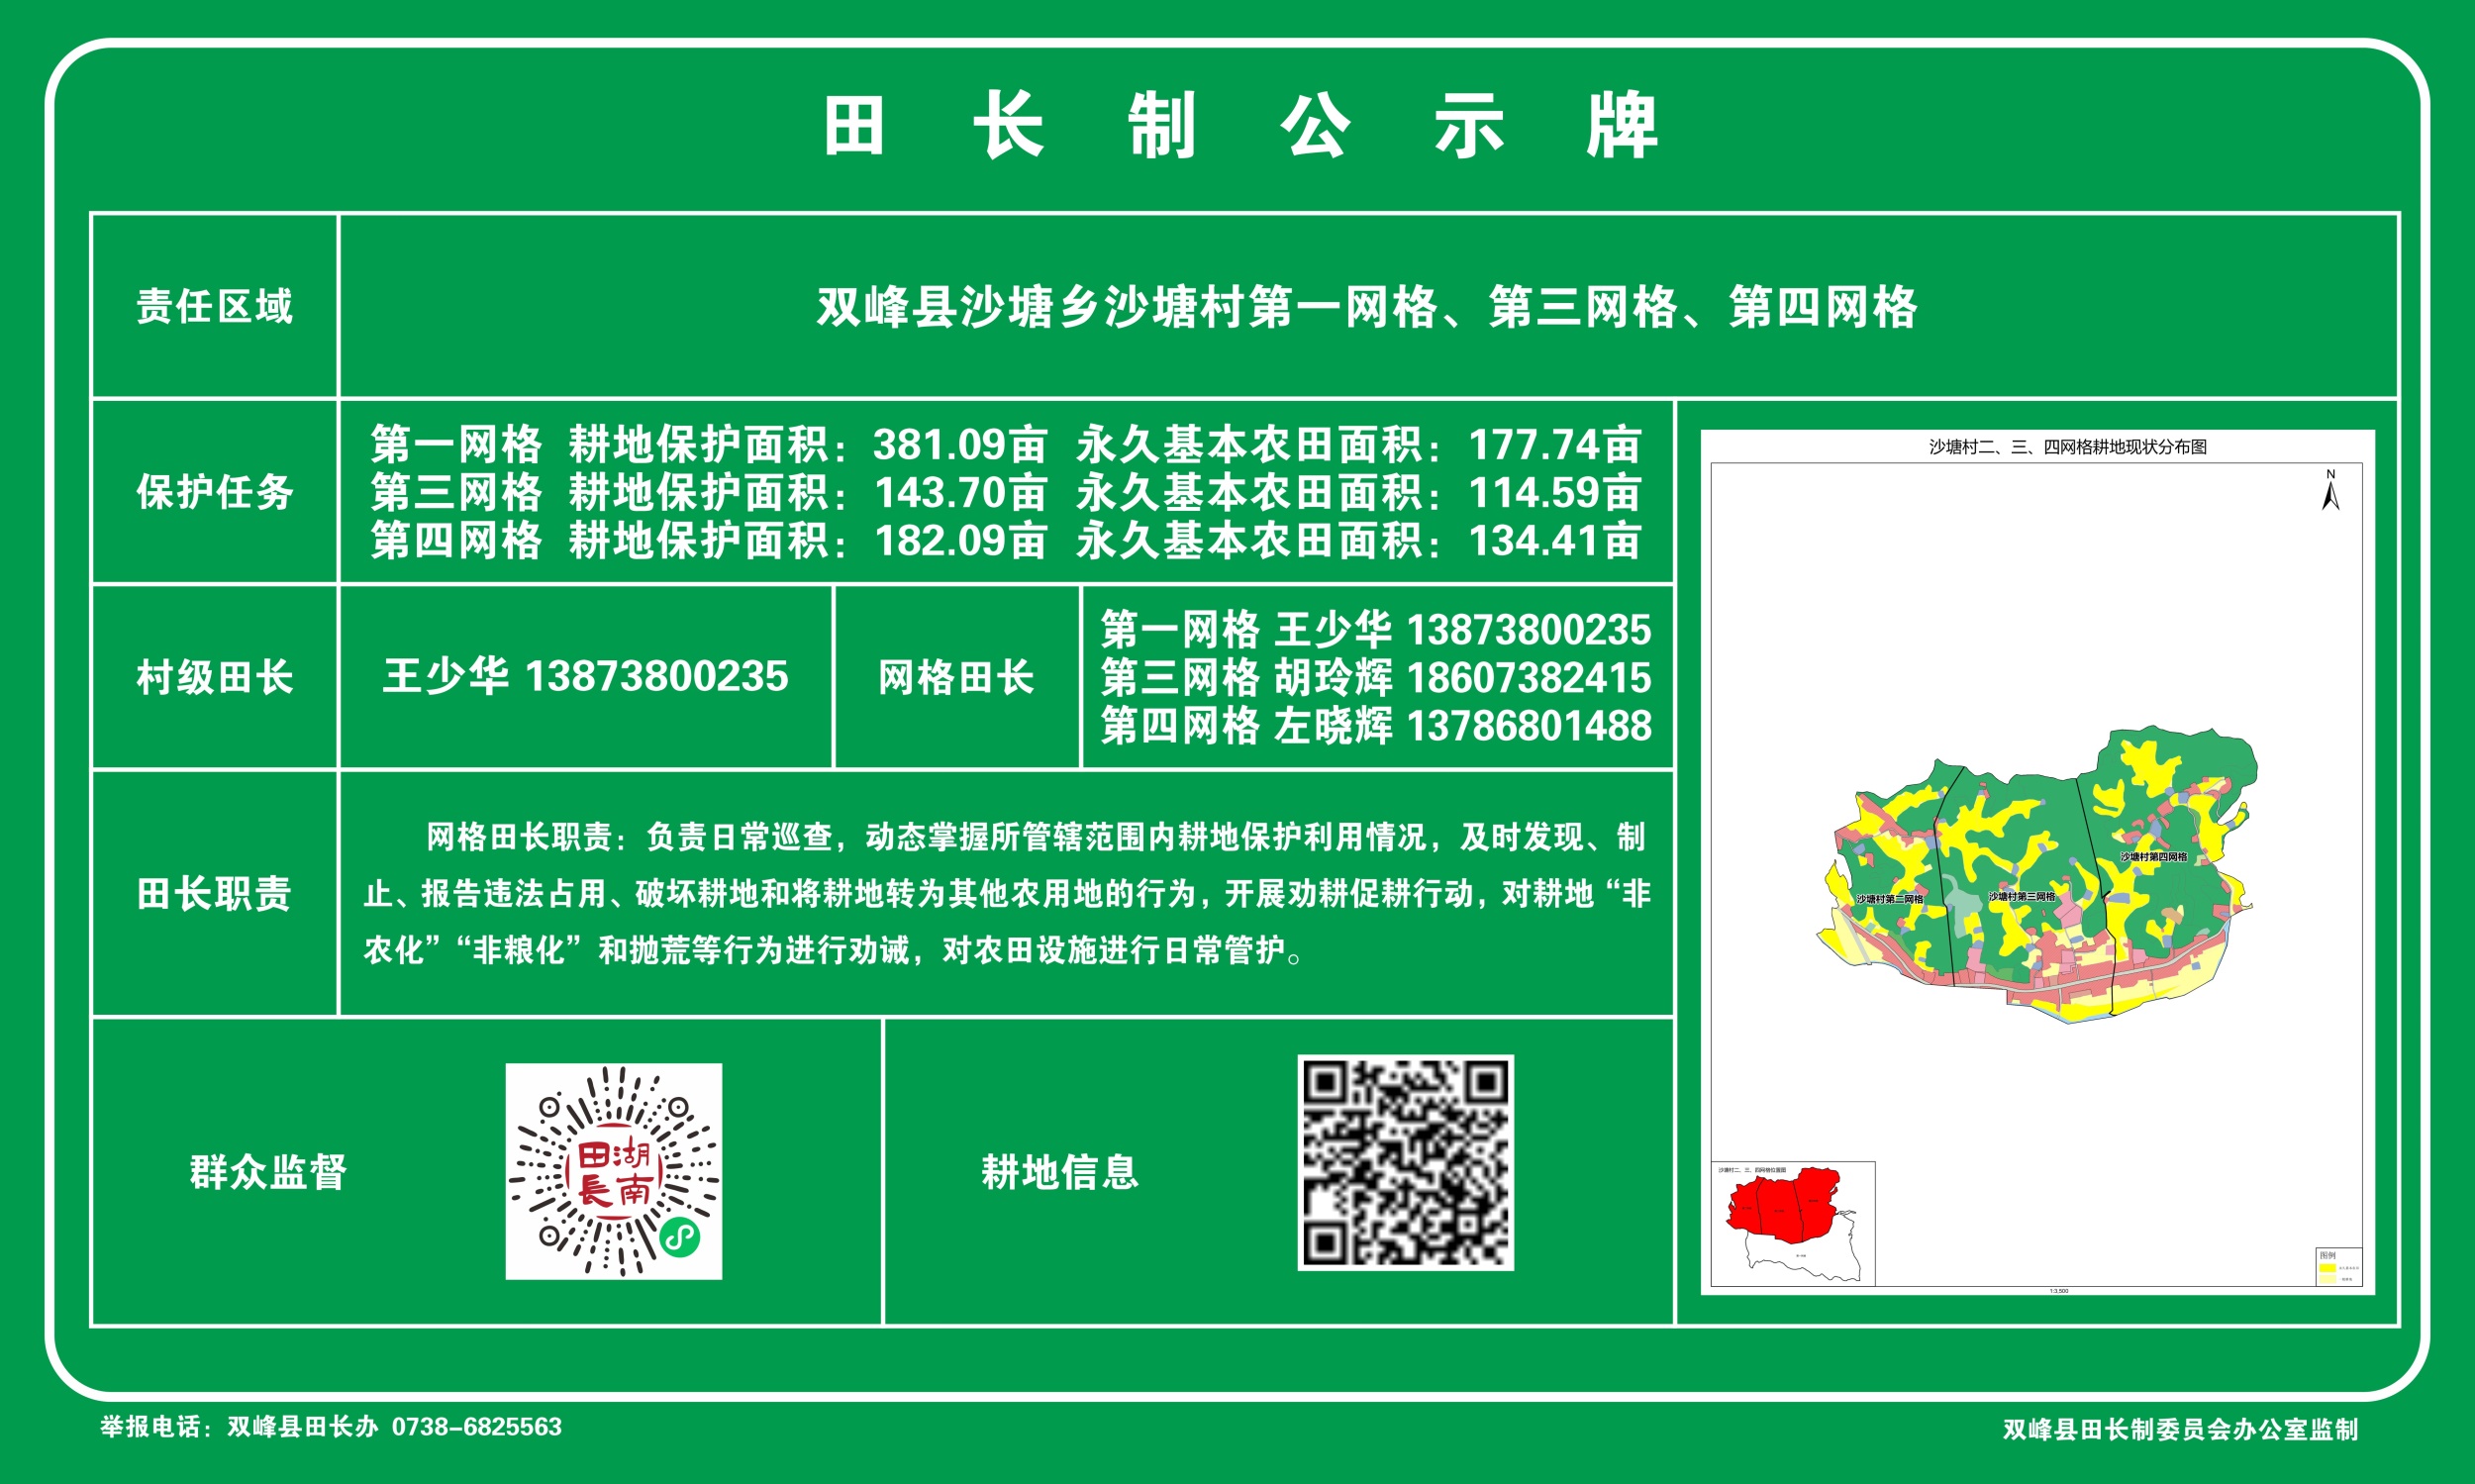 田长制公示牌
责任区域
双峰县沙塘乡沙塘村第一网格、第三网格、第四网格
保护任务
第一网格 耕地保护面积：381.09亩 永久基本农田面积：177.74亩
第三网格 耕地保护面积：143.70亩 永久基本农田面积：114.59亩
第四网格 耕地保护面积：182.09亩 永久基本农田面积：134.41亩
村级田长
王少华 13873800235
网格田长
第一网格 王少华 13873800235
第三网格 胡玲辉 18607382415
第四网格 左晓辉 13786801488
田长职责
网格田长职责：负责日常巡查，动态掌握所管辖范围内耕地保护利用情况，及时发现、制
止、报告违法占用、破坏耕地和将耕地转为其他农用地的行为，开展劝耕促耕行动，对耕地“非
农化”“非粮化”和抛荒等行为进行劝诫，对农田设施进行日常管护。
群众监督
湖南田長
耕地信息
沙塘村二、三、四网格耕地现状分布图
N
沙塘村第四网格
沙塘村第二网格
沙塘村第三网格
沙塘村二、三、四网格位置图
图例
1:3,500
举报电话：双峰县田长办 0738-6825563
双峰县田长制委员会办公室监制